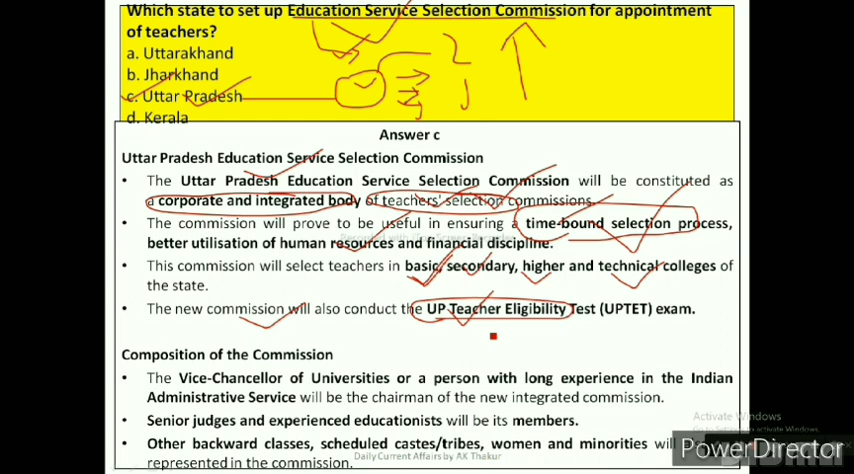 Which state to set up Education Service Selection Commission for appointment
of teachers?
a. Uttarakhand
b. Jharkhand
c. Uttar Pradesh
d. Kerala
Answer c
Uttar Pradesh Education Service Selection Commission
• The Uttar Pradesh Education Service Selection Commission will be constituted as
a corporate and integrated body of teachers' selection commissions.
• The commission will prove to be useful in ensuring a time-bound selection process,
better utilisation of human resources and financial discipline.
• This commission will select teachers in basic, secondary, higher and technical colleges of
the state.
• The new commission will also conduct the UP Teacher Eligibility Test (UPTET) exam.
Composition of the Commission
• The Vice-Chancellor of Universities or a person with long experience in the Indian
Administrative Service will be the chairman of the new integrated commission.
• Senior judges and experienced educationists will be its members.
• Other backward classes, scheduled castes/tribes, women and minorities will
represented in the commission.
Daily Current Affairs by AK Thakur
Activate Windows
PowerDirector